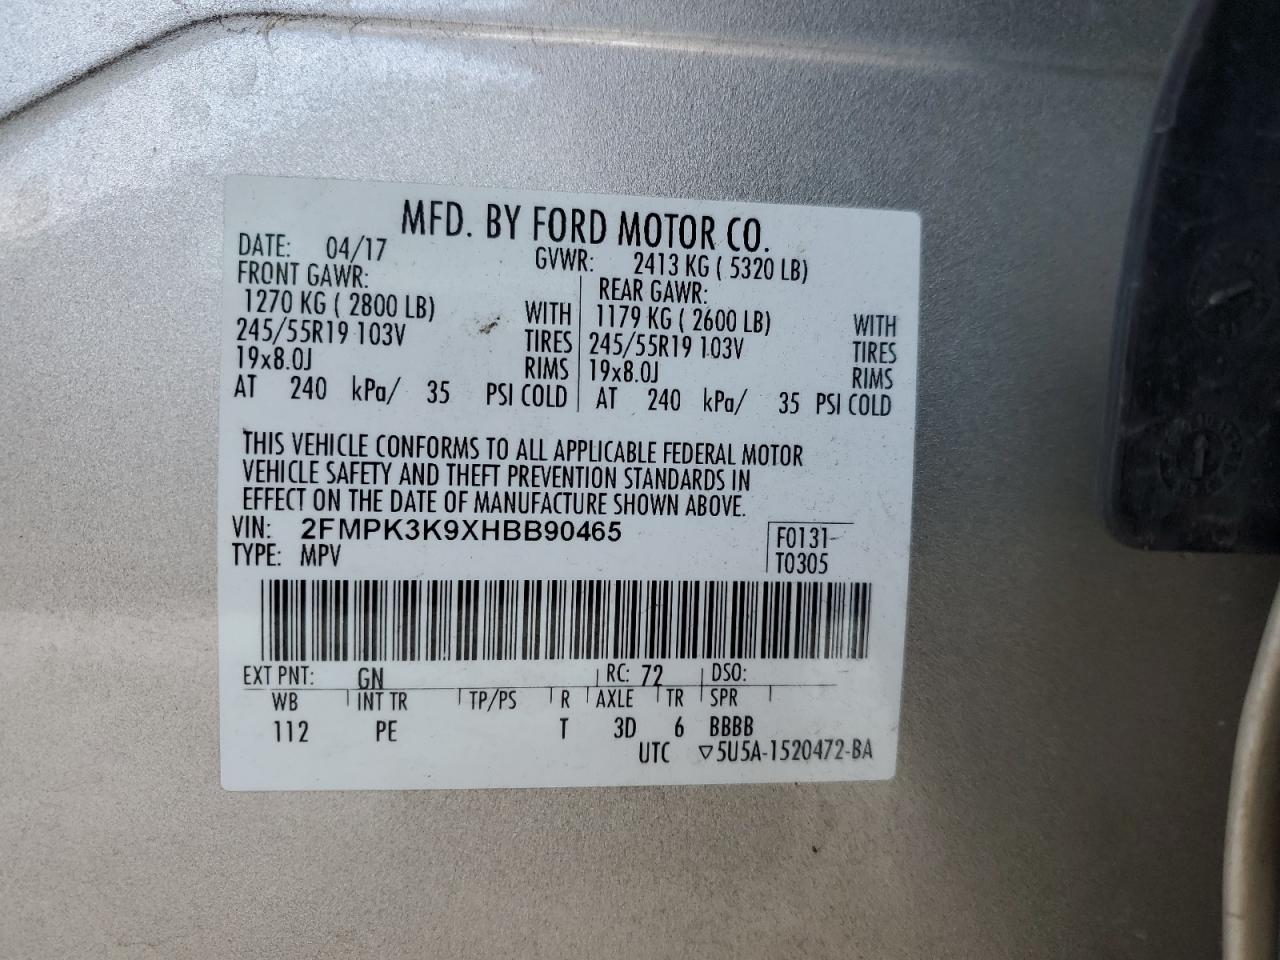 MFD. BY FORD MOTOR CO.
DATE: 04/17 GVWR: 2413 KG ( 5320 LB)
FRONT GAWR: REAR GAWR:
1270 KG ( 2800 LB) WITH 1179 KG ( 2600 LB) WITH
245/55R19 103V TIRES 245/55R19 103V TIRES
19x8.0J RIMS 19x8.0J RIMS
AT 240 kPa/ 35 PSI COLD AT 240 kPa/ 35 PSI COLD
THIS VEHICLE CONFORMS TO ALL APPLICABLE FEDERAL MOTOR
VEHICLE SAFETY AND THEFT PREVENTION STANDARDS IN
EFFECT ON THE DATE OF MANUFACTURE SHOWN ABOVE.
VIN: 2FMPK3K9XHBB90465 F0131
TYPE: MPV T0305
EXT PNT: GN RC: 72 DSO:
WB INT TR TP/PS R AXLE TR SPR
112 PE T 3D 6 BBBB
UTC ▽5U5A-1520472-BA